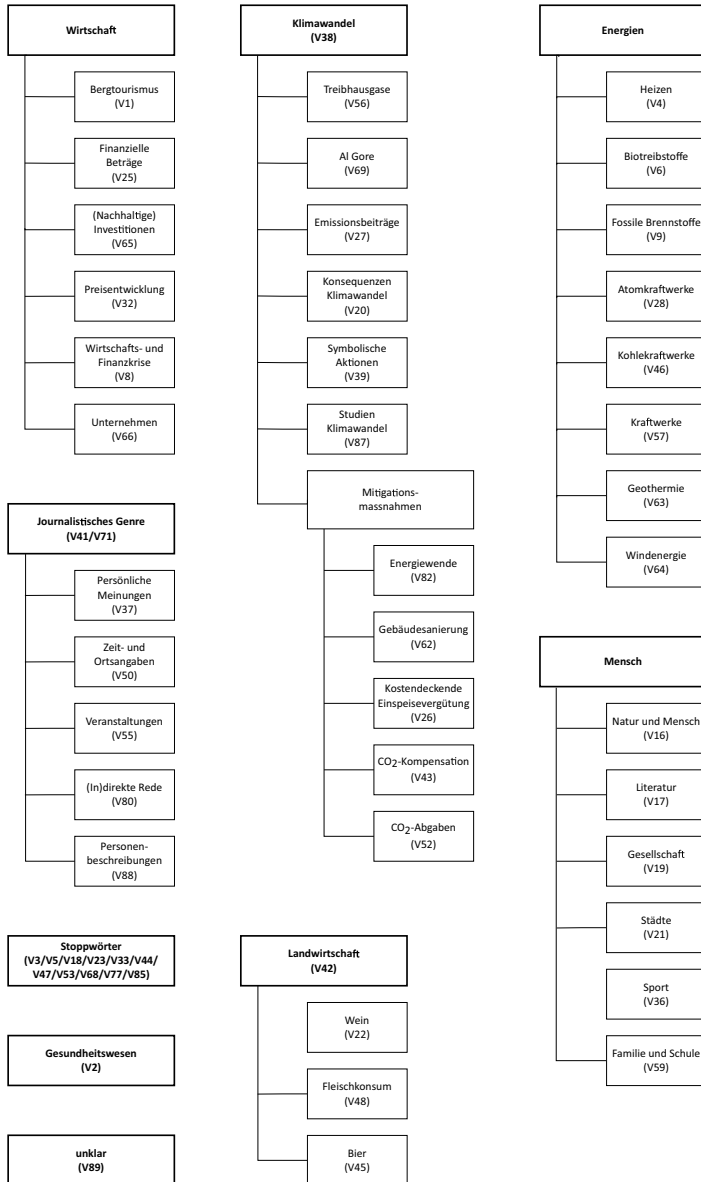 Wirtschaft
Bergtourismus
(V1)
Finanzielle
Beträge
(V25)
(Nachhaltige)
Investitionen
(V65)
Preisentwicklung
(V32)
Wirtschafts- und
Finanzkrise
(V8)
Unternehmen
(V66)
Journalistisches Genre
(V41/V71)
Persönliche
Meinungen
(V37)
Zeit- und
Ortsangaben
(V50)
Veranstaltungen
(V55)
(In)direkte Rede
(V80)
Personen-
beschreibungen
(V88)
Stoppwörter
(V3/V5/V18/V23/V33/V44/
V47/V53/V68/V77/V85)
Gesundheitswesen
(V2)
unklar
(V89)
Klimawandel
(V38)
Treibhausgase
(V56)
Al Gore
(V69)
Emissionsbeiträge
(V27)
Konsequenzen
Klimawandel
(V20)
Symbolische
Aktionen
(V39)
Studien
Klimawandel
(V87)
Mitigations-
massnahmen
Energiewende
(V82)
Gebäudesanierung
(V62)
Kostendeckende
Einspeisevergütung
(V26)
CO2-Kompensation
(V43)
CO2-Abgaben
(V52)
Landwirtschaft
(V42)
Wein
(V22)
Fleischkonsum
(V48)
Bier
(V45)
Energien
Heizen
(V4)
Biotreibstoffe
(V6)
Fossile Brennstoffe
(V9)
Atomkraftwerke
(V28)
Kohlekraftwerke
(V46)
Kraftwerke
(V57)
Geothermie
(V63)
Windenergie
(V64)
Mensch
Natur und Mensch
(V16)
Literatur
(V17)
Gesellschaft
(V19)
Städte
(V21)
Sport
(V36)
Familie und Schule
(V59)